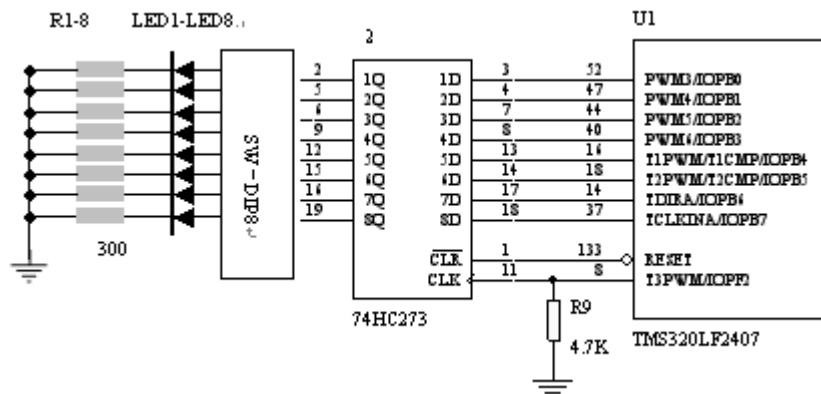 R1-8 LED1-LED8
U1
2
2 1Q 1D 3 52 PWM3/IOPB0
5 2Q 2D 4 47 PWM4/IOPB1
6 3Q 3D 7 44 PWM5/IOPB2
9 4Q 4D 8 40 PWM6/IOPB3
12 5Q 5D 13 16 T1PWM/T1CMP/IOPB4
15 6Q 6D 14 18 T2PWM/T2CMP/IOPB5
16 7Q 7D 17 14 TDIRA/IOPB6
19 8Q 8D 18 37 TCLKINA/IOPB7
SW-DIP8
300
CLR 1 133 RESET
CLK 11 8 T3PWM/IOPF2
74HC273
R9
4.7K
TMS320LF2407